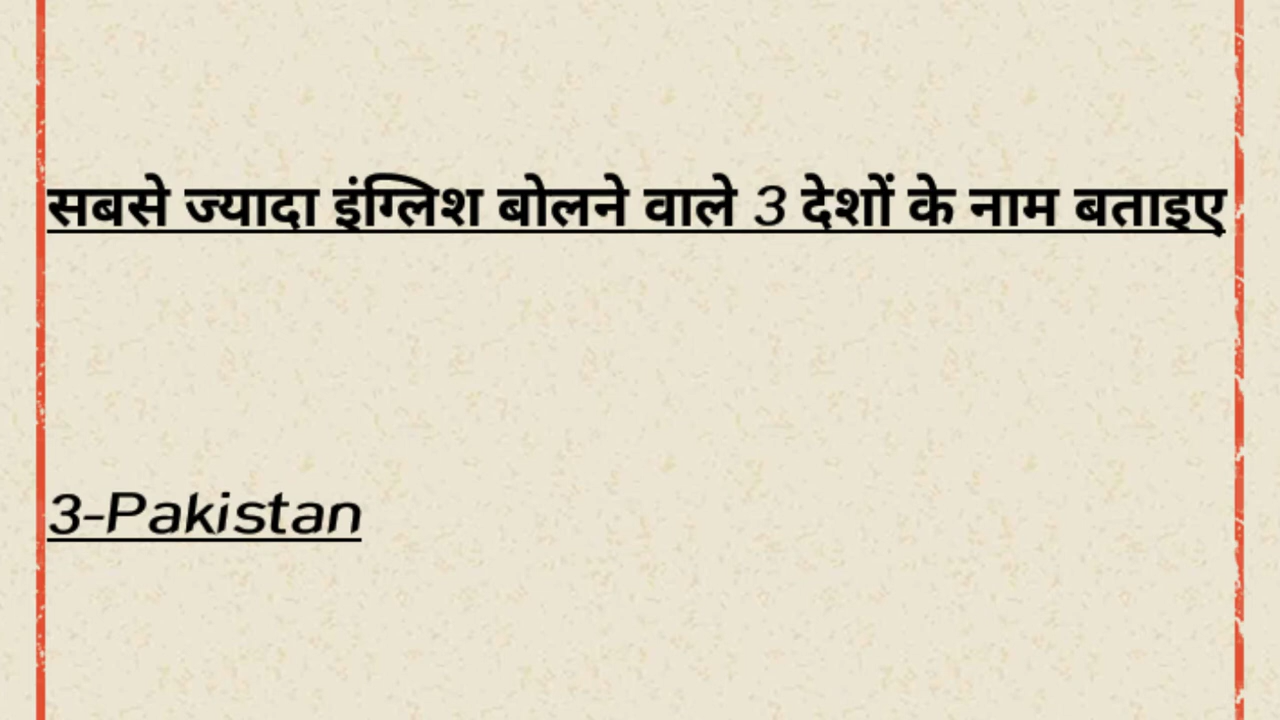 सबसे ज्यादा इंग्लिश बोलने वाले 3 देशों के नाम बताइए
3-Pakistan